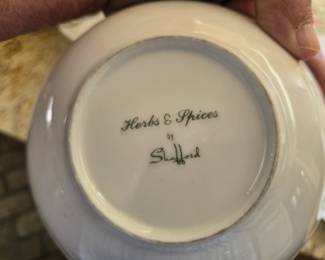 Herbs & Spices
by
Shafford